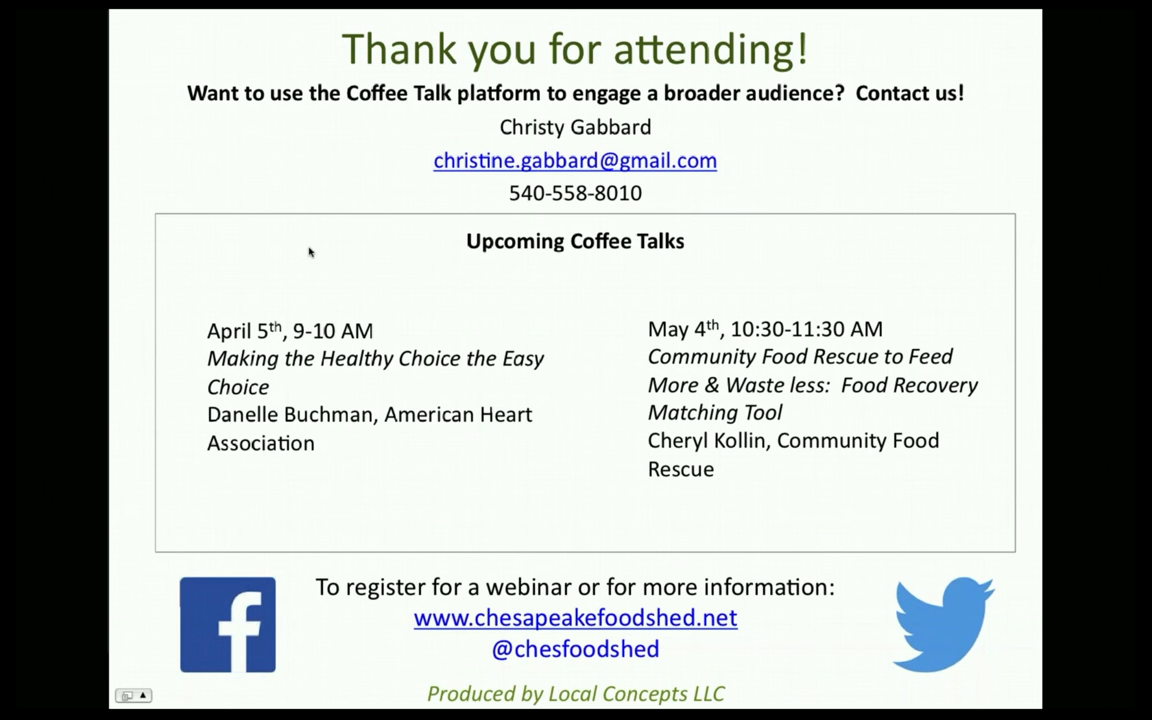 Thank you for attending!
Want to use the Coffee Talk platform to engage a broader audience?  Contact us!
Christy Gabbard
christine.gabbard@gmail.com
540-558-8010
Upcoming Coffee Talks
April 5th, 9-10 AM
Making the Healthy Choice the Easy
Choice
Danelle Buchman, American Heart
Association
May 4th, 10:30-11:30 AM
Community Food Rescue to Feed
More & Waste less:  Food Recovery
Matching Tool
Cheryl Kollin, Community Food
Rescue
To register for a webinar or for more information:
www.chesapeakefoodshed.net
@chesfoodshed
Produced by Local Concepts LLC